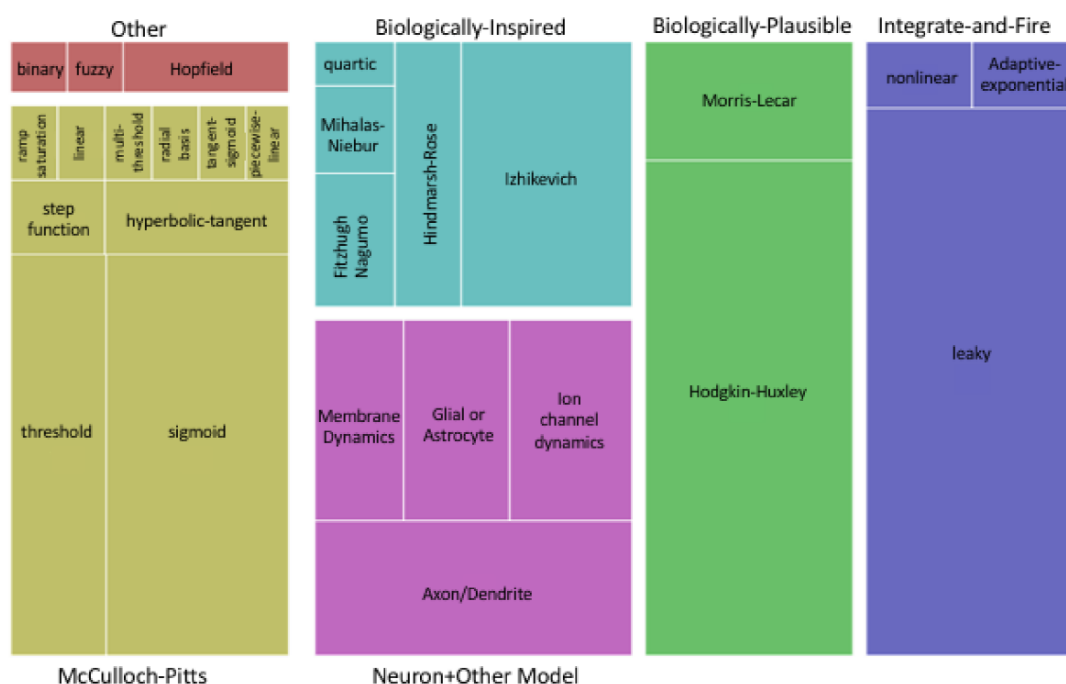 Other
binary
fuzzy
Hopfield
ramp
saturation
linear
multi-
threshold
radial
basis
tangent-
sigmoid
piecewise-
linear
step
function
hyperbolic-tangent
threshold
sigmoid
McCulloch-Pitts
Biologically-Inspired
quartic
Mihalas-
Niebur
Fitzhugh
Nagumo
Hindmarsh-Rose
Izhikevich
Membrane
Dynamics
Glial or
Astrocyte
Ion
channel
dynamics
Axon/Dendrite
Neuron+Other Model
Biologically-Plausible
Morris-Lecar
Hodgkin-Huxley
Integrate-and-Fire
nonlinear
Adaptive-
exponential
leaky